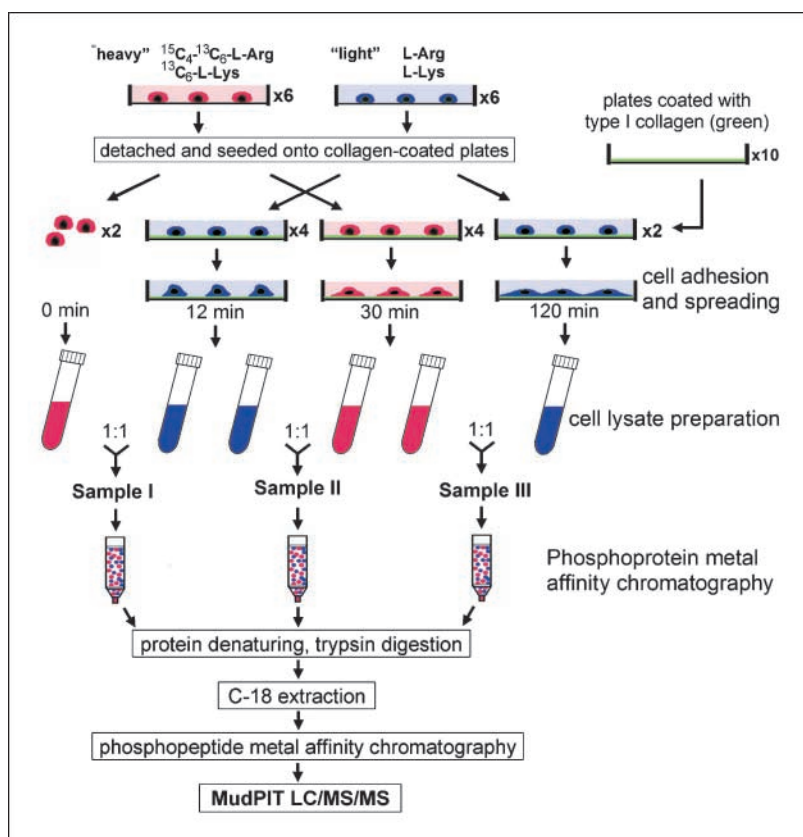 "heavy" ¹⁵C₄-¹³C₆-L-Arg
¹³C₆-L-Lys
x6
"light" L-Arg
L-Lys
x6
plates coated with
type I collagen (green)
x10
detached and seeded onto collagen-coated plates
x2
x4
x4
x2
cell adhesion
and spreading
0 min
12 min
30 min
120 min
cell lysate preparation
1:1
1:1
1:1
Sample I
Sample II
Sample III
Phosphoprotein metal
affinity chromatography
protein denaturing, trypsin digestion
C-18 extraction
phosphopeptide metal affinity chromatography
MudPIT LC/MS/MS